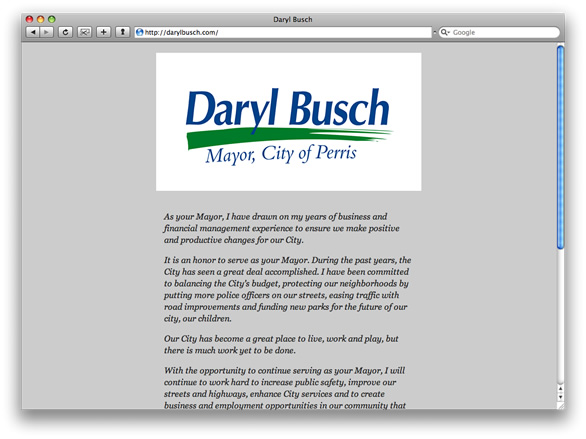 Daryl Busch
http://darylbusch.com/
Google
Daryl Busch
Mayor, City of Perris
As your Mayor, I have drawn on my years of business and
financial management experience to ensure we make positive
and productive changes for our City.
It is an honor to serve as your Mayor. During the past years, the
City has seen a great deal accomplished. I have been committed
to balancing the City's budget, protecting our neighborhoods by
putting more police officers on our streets, easing traffic with
road improvements and funding new parks for the future of our
city, our children.
Our City has become a great place to live, work and play, but
there is much work yet to be done.
With the opportunity to continue serving as your Mayor, I will
continue to work hard to increase public safety, improve our
streets and highways, enhance City services and to create
business and employment opportunities in our community that